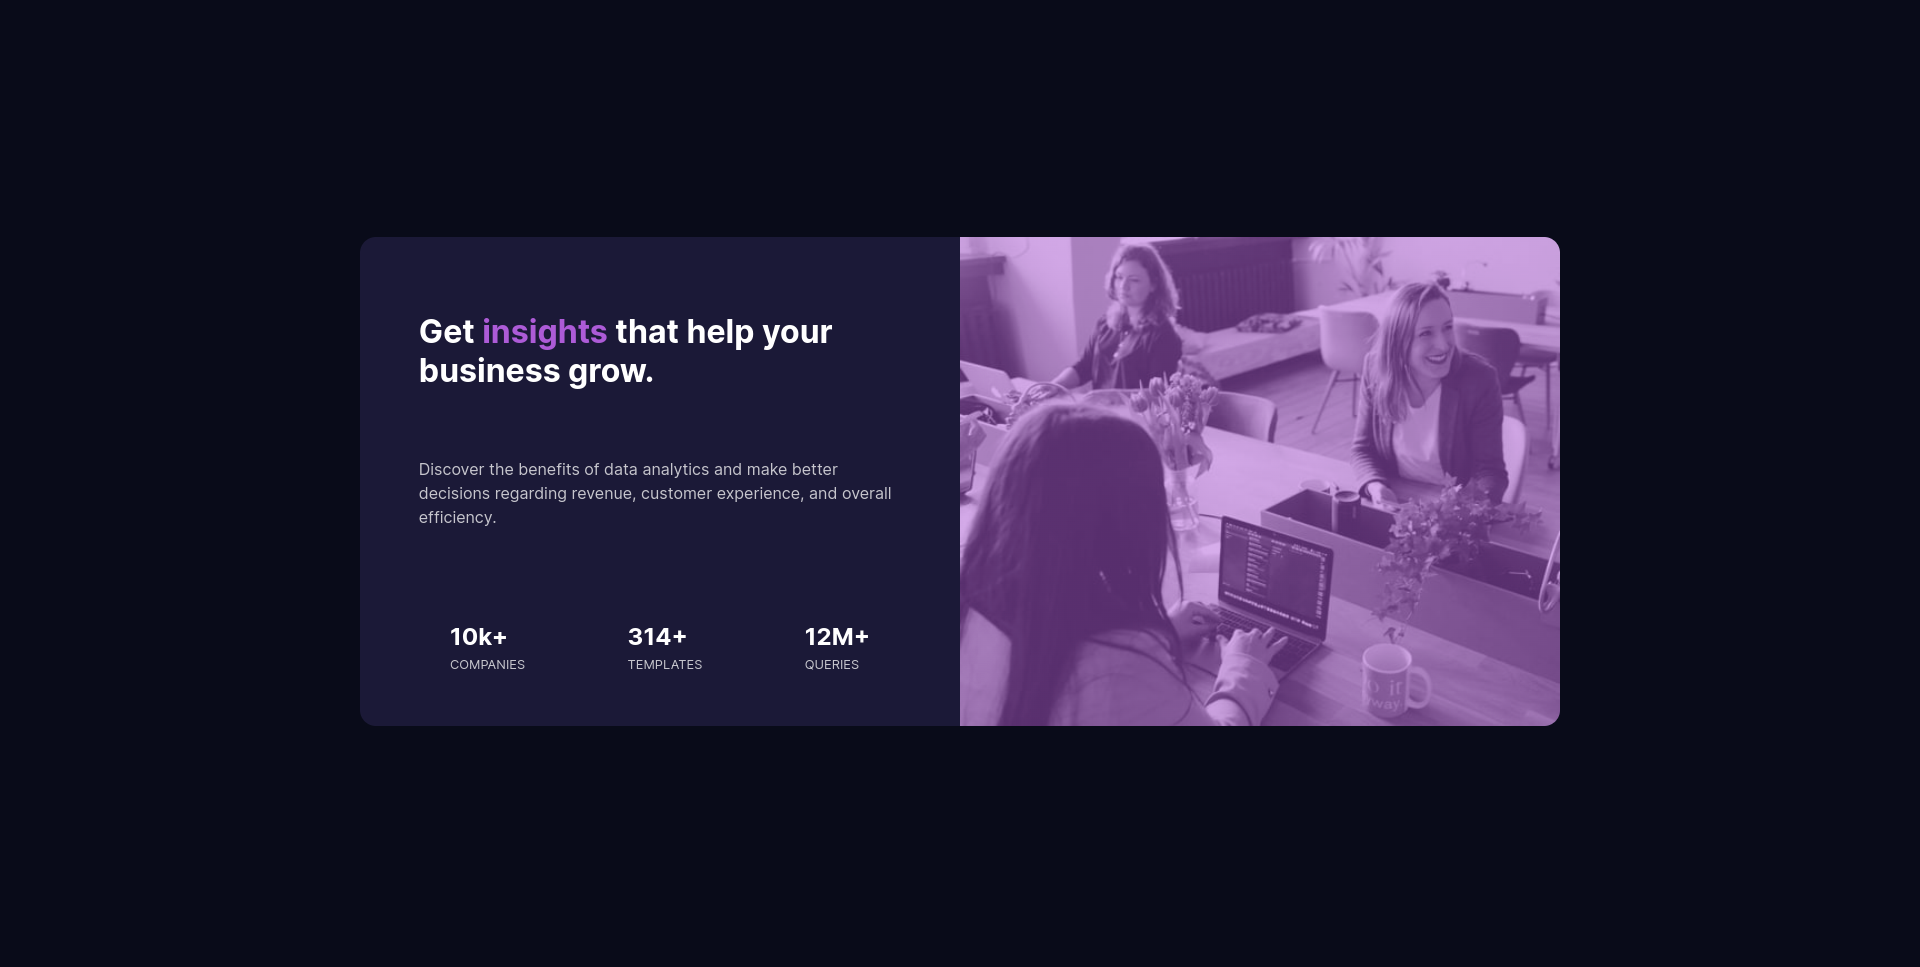 Get insights that help your
business grow.
Discover the benefits of data analytics and make better
decisions regarding revenue, customer experience, and overall
efficiency.
10k+ 314+ 12M+
COMPANIES TEMPLATES QUERIES